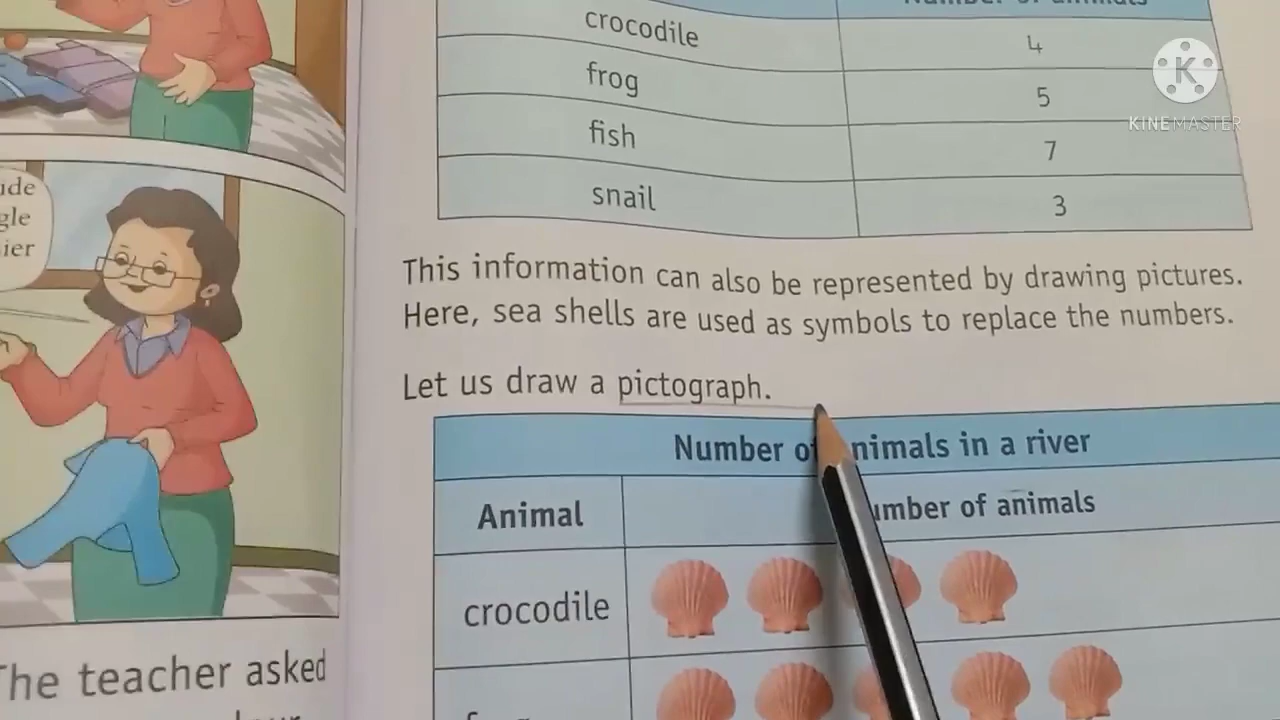 crocodile 4
frog 5
fish 7
snail 3
This information can also be represented by drawing pictures.
Here, sea shells are used as symbols to replace the numbers.
Let us draw a pictograph.
Number of animals in a river
Animal Number of animals
crocodile
K
KINEMASTER
The teacher asked